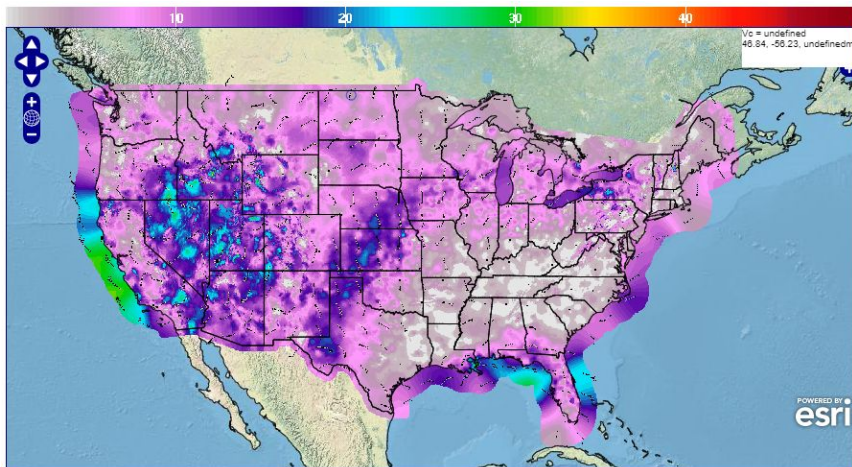 10 20 30 40
Vc = undefined
46.84, -56.23, undefinedm
POWERED BY
esri